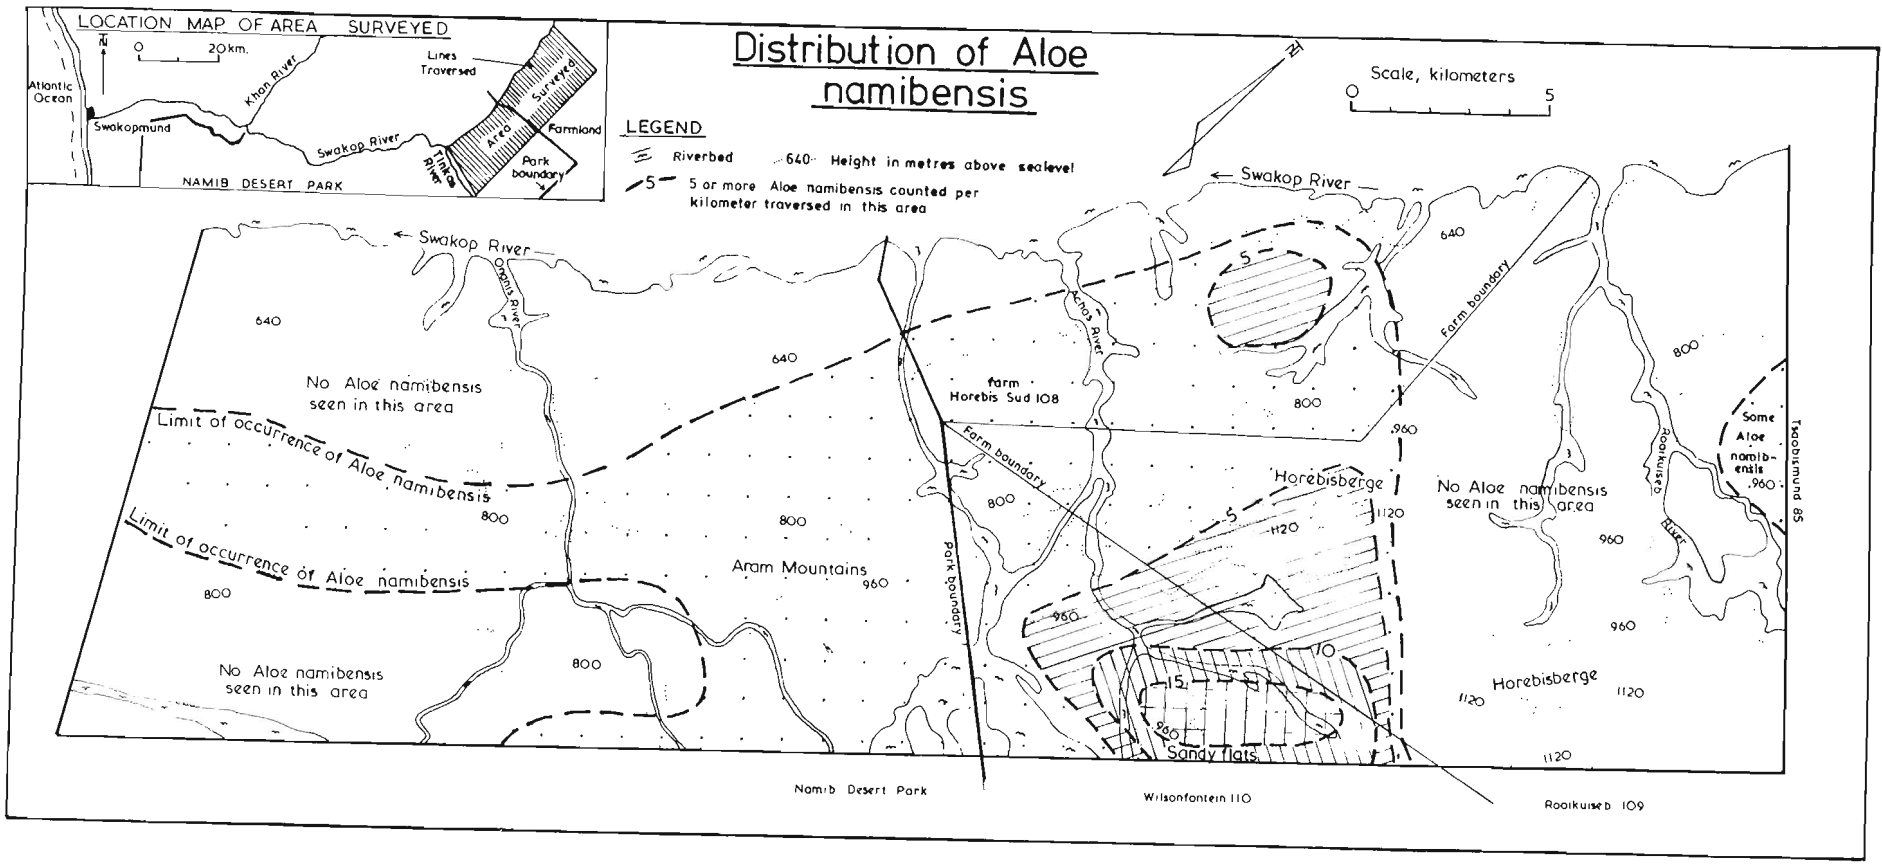 LOCATION MAP OF AREA SURVEYED
N
0 20km.
Atlantic
Ocean
Khan River
Swakopmund
Swakop River
Tinkas
River
NAMIB DESERT PARK
Lines
Traversed
Area Surveyed
Farmland
Park
boundary
Distribution of Aloe
namibensis
LEGEND
Riverbed
640 Height in metres above sealevel
5 5 or more Aloe namibensis counted per
kilometer traversed in this area
N
Scale, kilometers
0 5
← Swakop River
← Swakop River
Onanis River
640
640
640
No Aloe namibensis
seen in this area
Limit of occurrence of Aloe namibensis
800
Limit of occurrence of Aloe namibensis
800
No Aloe namibensis
seen in this area
800
800
Aram Mountains
960
Park boundary
farm
Horebis Sud 108
Farm boundary
800
Achas River
5
800
960
Farm boundary
Horebisberge
5
1120
1120
960
10
15
960
Sandy flats
No Aloe namibensis
seen in this area
800
Rooikuiseb
River
960
960
Horebisberge
1120
1120
1120
Some
Aloe
namib-
ensis
960
Tsaobismund 85
Namib Desert Park
Wilsonfontein 110
Rooikuiseb 109